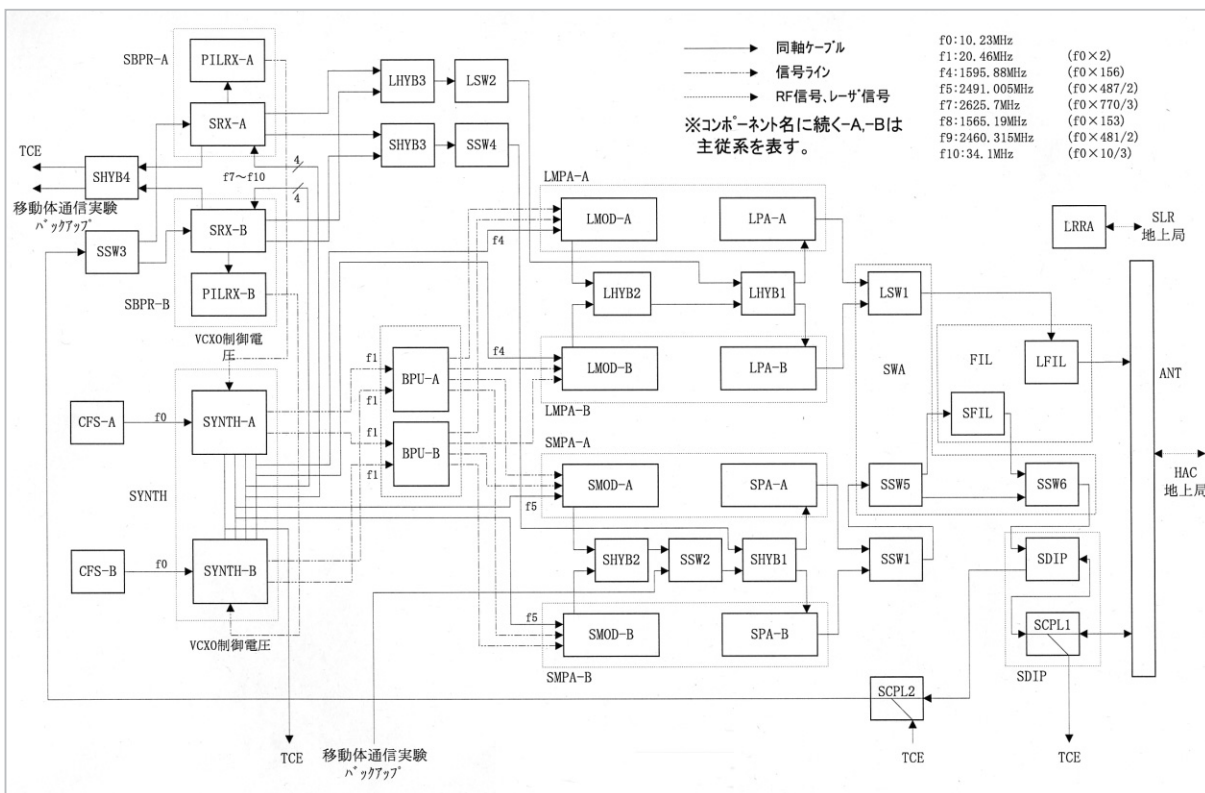 SBPR-A
PILRX-A
SRX-A
LHYB3
LSW2
SHYB3
SSW4
同軸ケーブル
信号ライン
RF信号、レーザ信号
※コンポーネント名に続く-A,-Bは
主従系を表す。
f0:10.23MHz
f1:20.46MHz (f0×2)
f4:1595.88MHz (f0×156)
f5:2491.005MHz (f0×487/2)
f7:2625.7MHz (f0×770/3)
f8:1565.19MHz (f0×153)
f9:2460.315MHz (f0×481/2)
f10:34.1MHz (f0×10/3)
TCE
SHYB4
移動体通信実験
バックアップ
f7～f10
4
4
SSW3
SRX-B
PILRX-B
SBPR-B
VCXO制御電
圧
LMPA-A
LMOD-A
LPA-A
f4
LHYB2
LHYB1
LSW1
LRRA
SLR
地上局
f4
LMOD-B
LPA-B
LMPA-B
SWA
FIL
LFIL
SFIL
ANT
CFS-A
f0
SYNTH-A
f1
f1
BPU-A
f1
f1
BPU-B
SMPA-A
SMOD-A
SPA-A
f5
SSW5
SSW6
HAC
地上局
SYNTH
CFS-B
f0
SYNTH-B
SHYB2
SSW2
SHYB1
SSW1
SDIP
VCXO制御電圧
f5
SMOD-B
SPA-B
SMPA-B
SCPL1
SDIP
SCPL2
TCE
移動体通信実験
バックアップ
TCE
TCE